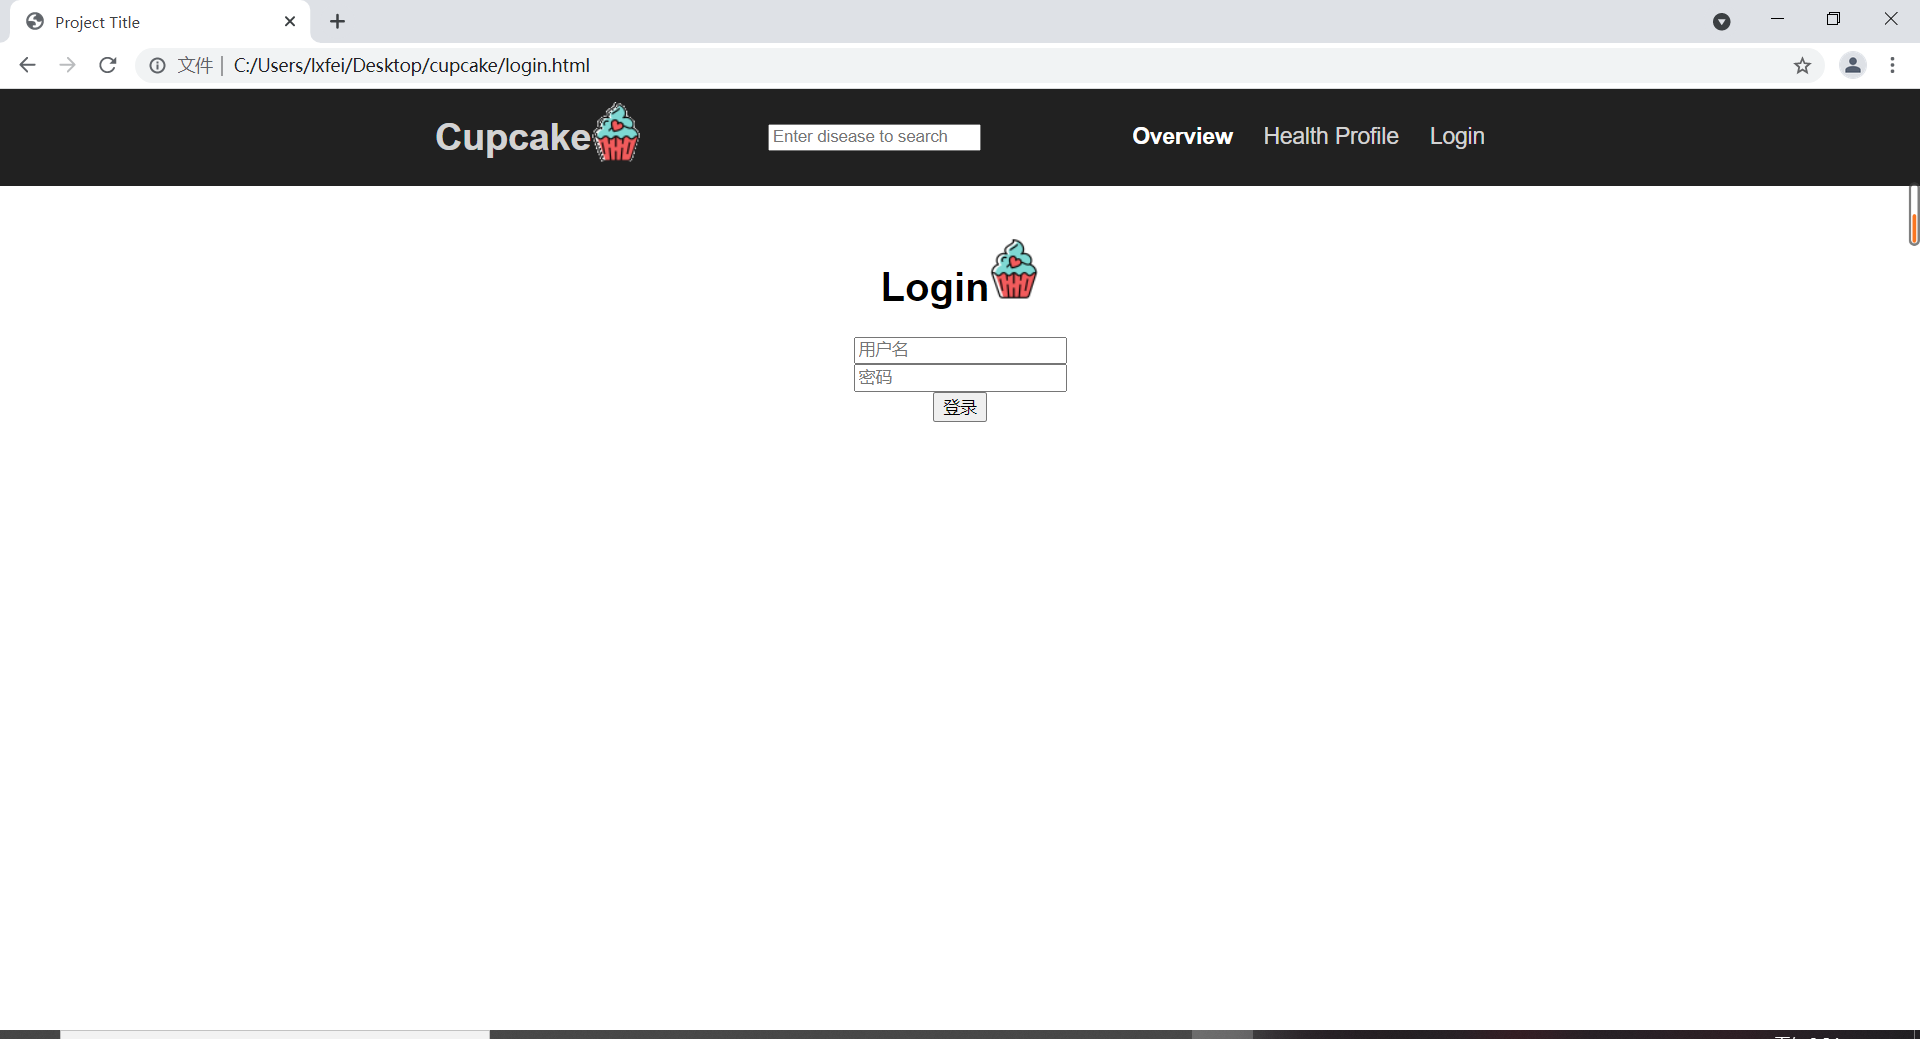 Project Title
文件 | C:/Users/lxfei/Desktop/cupcake/login.html
Cupcake
Enter disease to search
Overview Health Profile Login
Login
用户名
密码
登录